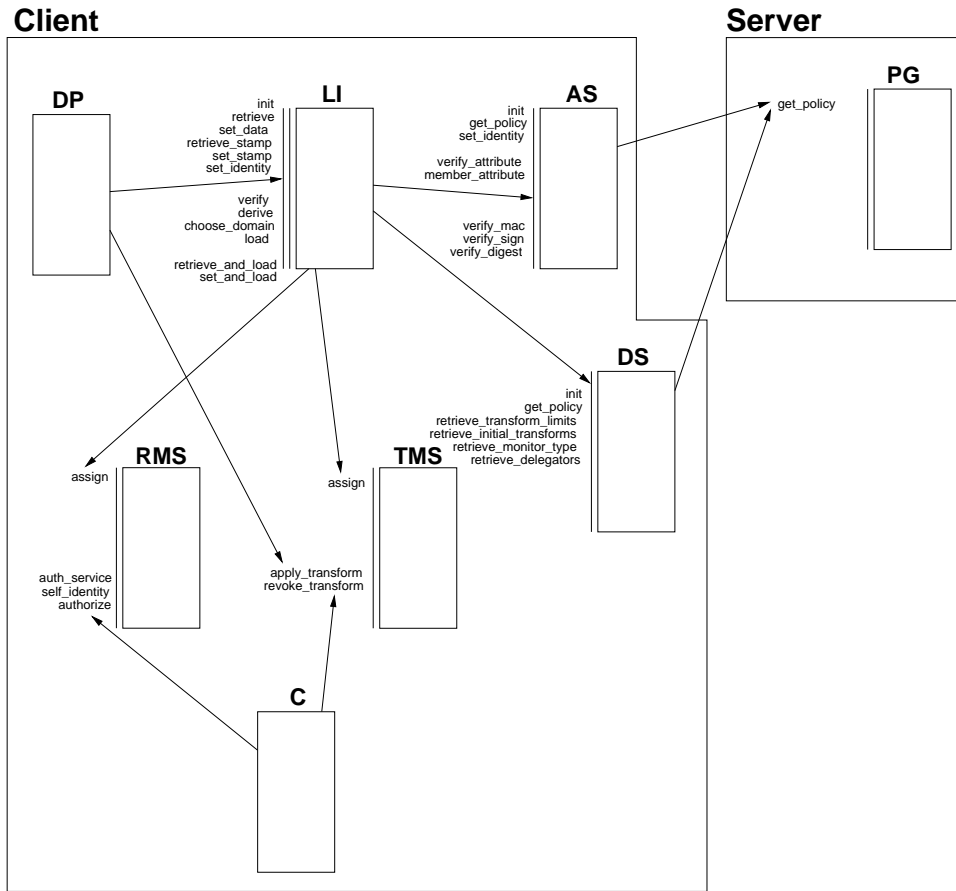 Client
Server
DP
LI
AS
PG
init
retrieve
set_data
retrieve_stamp
set_stamp
set_identity
verify
derive
choose_domain
load
retrieve_and_load
set_and_load
init
get_policy
set_identity
verify_attribute
member_attribute
verify_mac
verify_sign
verify_digest
get_policy
DS
init
get_policy
retrieve_transform_limits
retrieve_initial_transforms
retrieve_monitor_type
retrieve_delegators
RMS
assign
auth_service
self_identity
authorize
TMS
assign
apply_transform
revoke_transform
C